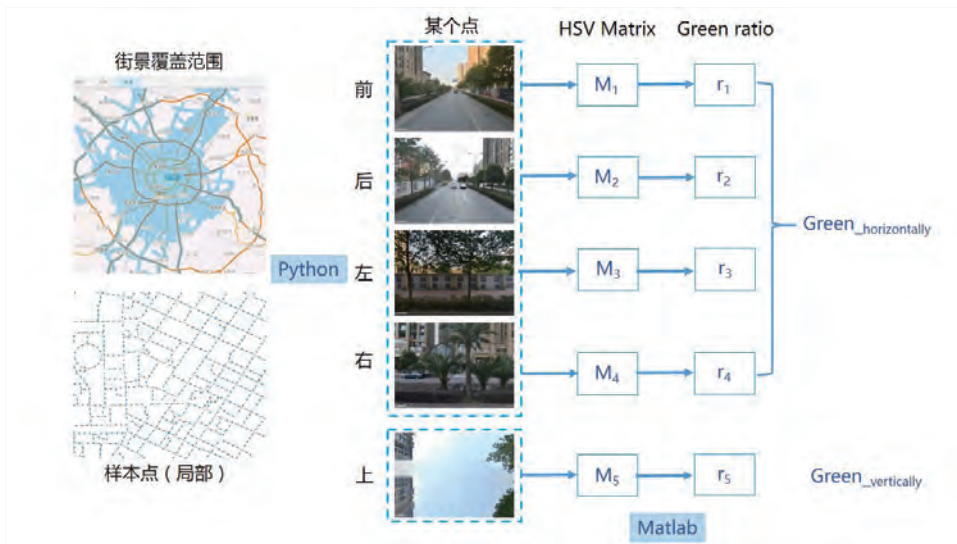 某个点
HSV Matrix
Green ratio
街景覆盖范围
前
M1
r1
后
M2
r2
Green_horizontally
Python
左
M3
r3
右
M4
r4
样本点（局部）
上
M5
r5
Green_vertically
Matlab